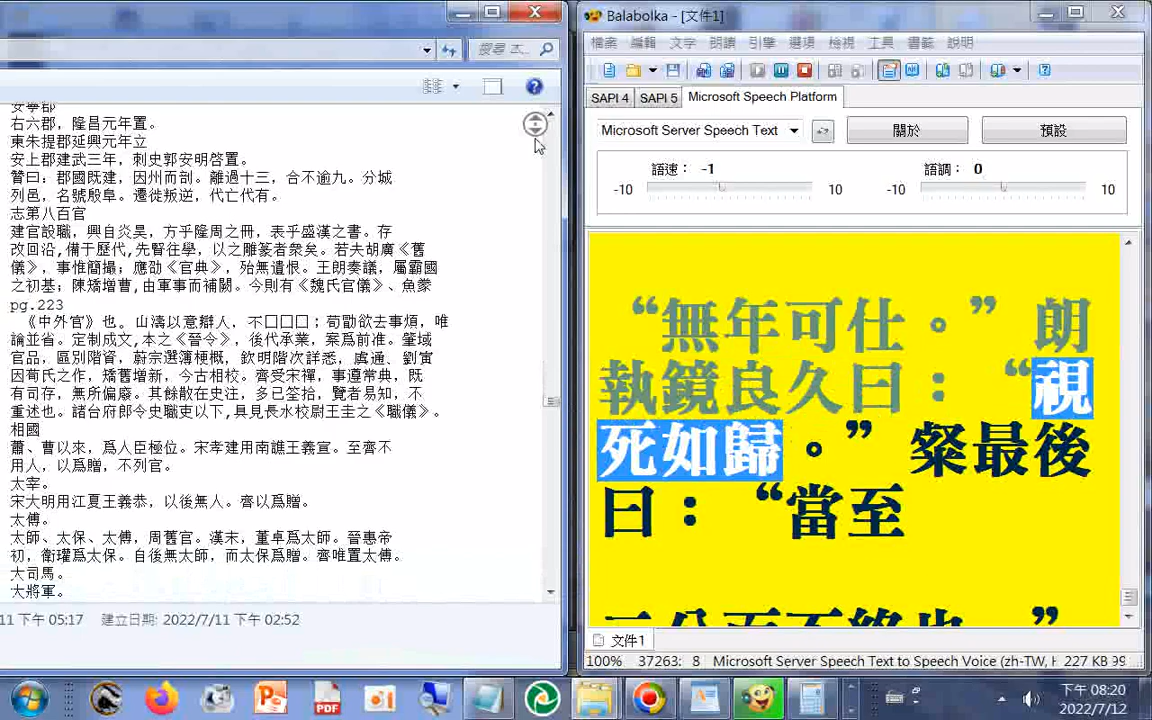 搜尋 本...
安寧郡
右六郡，隆昌元年置。
東朱提郡延興元年立
安上郡建武三年，刺史郭安明啓置。
贊曰：郡國既建，因州而剖。離過十三，合不逾九。分城
列邑，名號殷阜。遷徙叛逆，代亡代有。
志第八百官
建官設職，興自炎昊，方乎隆周之冊，表乎盛漢之書。存
改回沿,備于歷代,先賢往學，以之雕篆者衆矣。若夫胡廣《舊
儀》，事惟簡撮；應劭《官典》，殆無遺恨。王朗奏議，屬霸國
之初基；陳矯增曹,由軍事而補闕。今則有《魏氏官儀》、魚豢
pg.223
《中外官》也。山濤以意辯人，不囗囗囗；荀勖欲去事煩，唯
論並省。定制成文,本之《晉令》，後代承業，案爲前准。肇域
官品，區別階資，蔚宗選簿梗概，欽明階次詳悉，虞通、劉寅
因荀氏之作，矯舊增新，今古相校。齊受宋禪，事遵常典，既
有司存，無所偏廢。其餘散在史注，多已筌拾，覽者易知，不
重述也。諸台府郎令史職吏以下,具見長水校尉王圭之《職儀》。
相國
蕭、曹以來，爲人臣極位。宋孝建用南譙王義宣。至齊不
用人，以爲贈，不列官。
太宰。
宋大明用江夏王義恭，以後無人。齊以爲贈。
太傅。
太師、太保、太傅，周舊官。漢末，董卓爲太師。晉惠帝
初，衛瓘爲太保。自後無太師，而太保爲贈。齊唯置太傅。
大司馬。
大將軍。
11 下午 05:17 建立日期: 2022/7/11 下午 02:52
Balabolka - [文件1]
檔案 編輯 文字 朗讀 引擎 選項 檢視 工具 書籤 說明
SAPI 4 SAPI 5 Microsoft Speech Platform
Microsoft Server Speech Text 關於 預設
語速： -1 語調： 0
-10 10 -10 10
“無年可仕。”朗
執鏡良久曰：“視
死如歸。”粲最後
曰：“當至
文件1
100% 37263: 8 Microsoft Server Speech Text to Speech Voice (zh-TW, H 227 KB 99
PDF
下午 08:20
2022/7/12